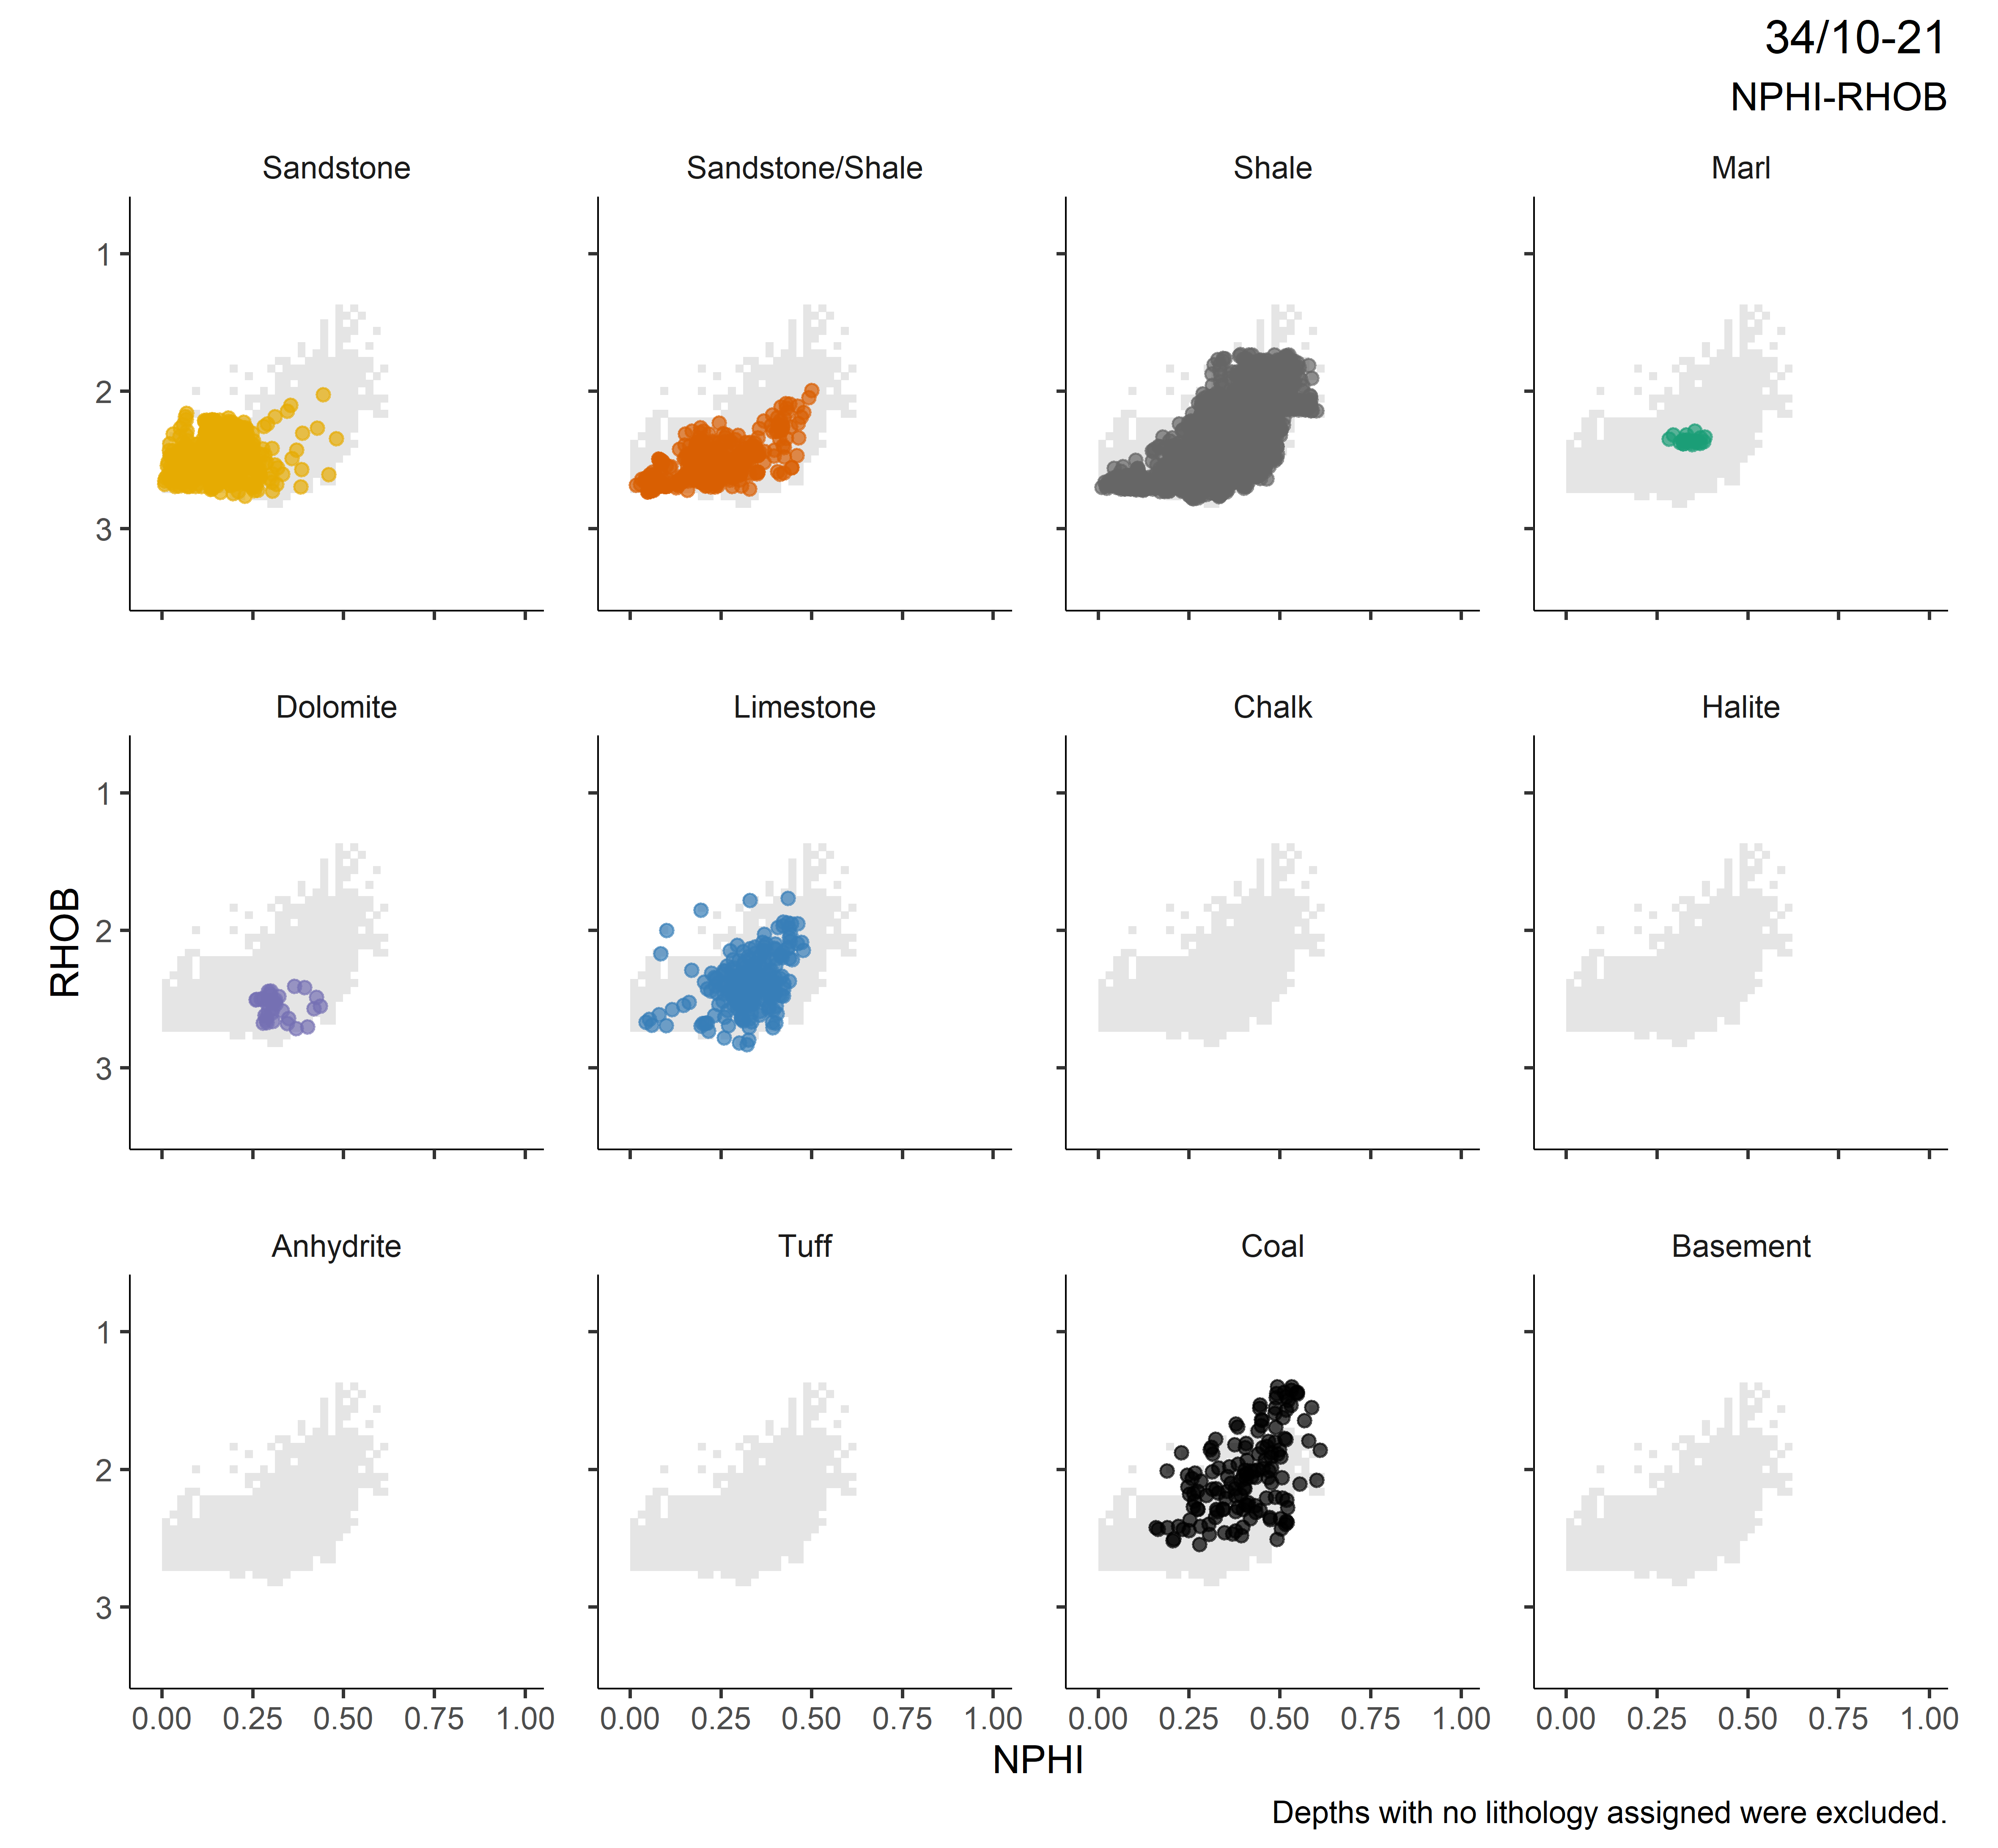 34/10-21
NPHI-RHOB
Sandstone Sandstone/Shale Shale Marl
1
2
3
Dolomite Limestone Chalk Halite
1
2
3
RHOB
Anhydrite Tuff Coal Basement
1
2
3
0.00 0.25 0.50 0.75 1.00 0.00 0.25 0.50 0.75 1.00 0.00 0.25 0.50 0.75 1.00 0.00 0.25 0.50 0.75 1.00
NPHI
Depths with no lithology assigned were excluded.